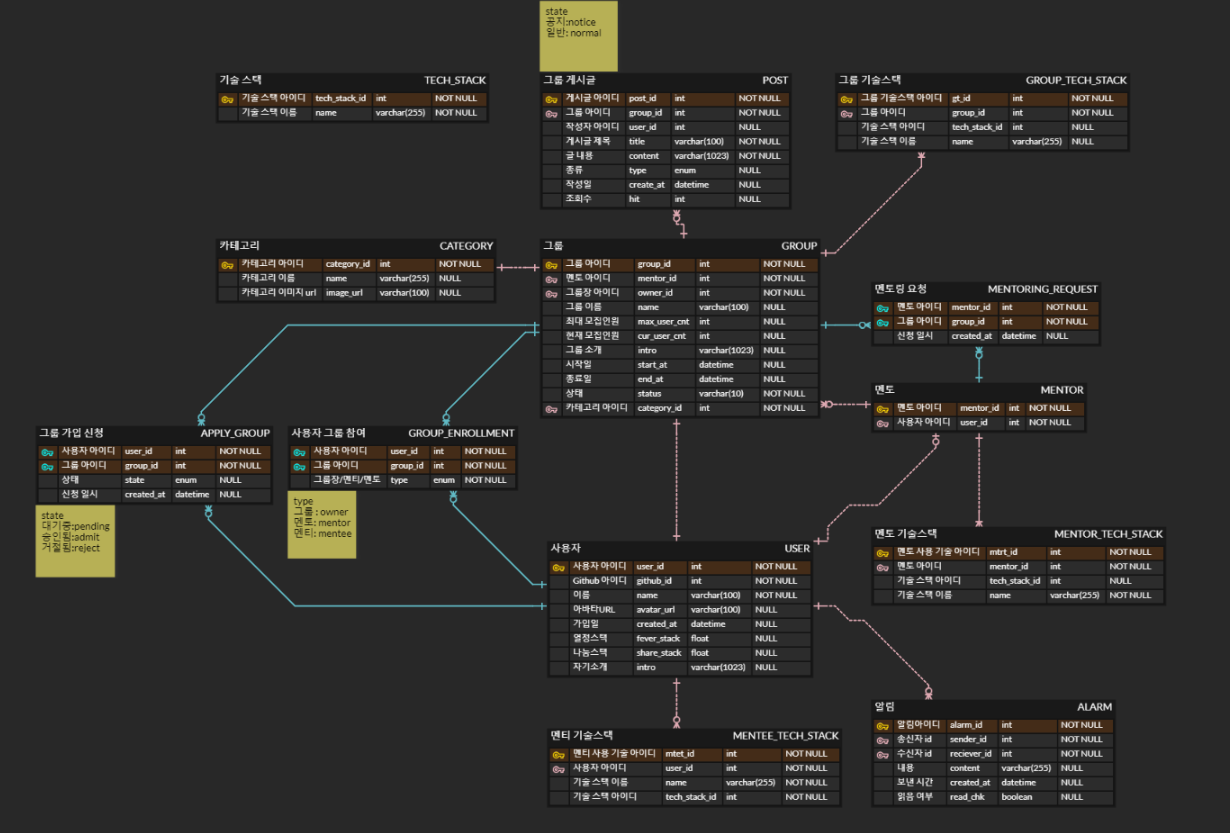 state
공지:notice
일반: normal
기술 스택 TECH_STACK
기술 스택 아이디 tech_stack_id int NOT NULL
기술 스택 이름 name varchar(255) NOT NULL
그룹 게시글 POST
게시글 아이디 post_id int NOT NULL
그룹 아이디 group_id int NOT NULL
작성자 아이디 user_id int NULL
게시글 제목 title varchar(100) NOT NULL
글 내용 content varchar(1023) NOT NULL
종류 type enum NULL
작성일 create_at datetime NULL
조회수 hit int NULL
그룹 기술스택 GROUP_TECH_STACK
그룹 기술스택 아이디 gt_id int NOT NULL
그룹 아이디 group_id int NOT NULL
기술 스택 아이디 tech_stack_id int NULL
기술 스택 이름 name varchar(255) NULL
카테고리 CATEGORY
카테고리 아이디 category_id int NOT NULL
카테고리 이름 name varchar(255) NULL
카테고리 이미지 url image_url varchar(100) NULL
그룹 GROUP
그룹 아이디 group_id int NOT NULL
멘토 아이디 mentor_id int NOT NULL
그룹장 아이디 owner_id int NOT NULL
그룹 이름 name varchar(100) NULL
최대 모집인원 max_user_cnt int NULL
현재 모집인원 cur_user_cnt int NULL
그룹 소개 intro varchar(1023) NULL
시작일 start_at datetime NULL
종료일 end_at datetime NULL
상태 status varchar(10) NULL
카테고리 아이디 category_id int NOT NULL
멘토링 요청 MENTORING_REQUEST
멘토 아이디 mentor_id int NOT NULL
그룹 아이디 group_id int NOT NULL
신청 일시 created_at datetime NULL
멘토 MENTOR
멘토 아이디 mentor_id int NOT NULL
사용자 아이디 user_id int NOT NULL
그룹 가입 신청 APPLY_GROUP
사용자 아이디 user_id int NOT NULL
그룹 아이디 group_id int NOT NULL
상태 state enum NULL
신청 일시 created_at datetime NULL
사용자 그룹 참여 GROUP_ENROLLMENT
사용자 아이디 user_id int NOT NULL
그룹 아이디 group_id int NOT NULL
그룹장/멘티/멘토 type enum NOT NULL
state
대기중:pending
승인됨:admit
거절됨:reject
type
그룹: owner
멘토: mentor
멘티: mentee
사용자 USER
사용자 아이디 user_id int NOT NULL
Github 아이디 github_id int NOT NULL
이름 name varchar(100) NOT NULL
아바타URL avatar_url varchar(100) NULL
가입일 created_at datetime NULL
열정스택 fever_stack float NULL
나눔스택 share_stack float NULL
자기소개 intro varchar(1023) NULL
멘토 기술스택 MENTOR_TECH_STACK
멘토 사용 기술 아이디 mtrt_id int NOT NULL
멘토 아이디 mentor_id int NOT NULL
기술 스택 아이디 tech_stack_id int NULL
기술 스택 이름 name varchar(255) NOT NULL
멘티 기술스택 MENTEE_TECH_STACK
멘티 사용 기술 아이디 mtet_id int NOT NULL
사용자 아이디 user_id int NOT NULL
기술 스택 이름 name varchar(255) NOT NULL
기술 스택 아이디 tech_stack_id int NOT NULL
알림 ALARM
알림아이디 alarm_id int NOT NULL
송신자 id sender_id int NOT NULL
수신자 id reciever_id int NOT NULL
내용 content varchar(255) NULL
보낸 시간 created_at datetime NULL
읽음 여부 read_chk boolean NULL